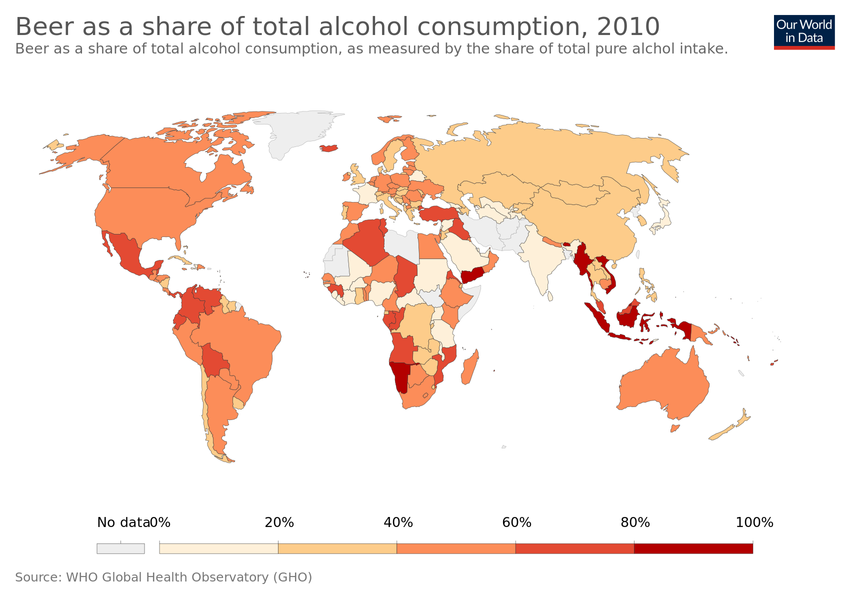 Beer as a share of total alcohol consumption, 2010
Beer as a share of total alcohol consumption, as measured by the share of total pure alchol intake.
Our World
in Data
No data
0%
20%
40%
60%
80%
100%
Source: WHO Global Health Observatory (GHO)